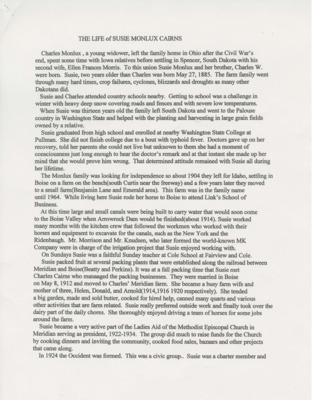 THE LIFE of SUSIE MONLUX CAIRNS
Charles Monlux , a young widower, left the family home in Ohio after the Civil War's
end, spent some time with Iowa relatives before settling in Spencer, South Dakota with his
second wife, Ellen Frances Morris. To this union Susie Monlux and her brother, Charles W.
were born. Susie, two years older than Charles was born May 27, 1885. The farm family went
through many hard times, crop failures, cyclones, blizzards and droughts as many other
Dakotans did.
Susie and Charles attended country schools nearby. Getting to school was a challenge in
winter with heavy deep snow covering roads and fences and with severe low temperatures.
When Susie was thirteen years old the family left South Dakota and went to the Palouse
country in Washington State and helped with the planting and harvesting in large grain fields
owned by a relative.
Susie graduated from high school and enrolled at nearby Washington State College at
Pullman. She did not finish college due to a bout with typhoid fever. Doctors gave up on her
recovery, told her parents she could not live but unknown to them she had a moment of
consciousness just long enough to hear the doctor's remark and at that instant she made up her
mind that she would prove him wrong. That determined attitude remained with Susie all during
her lifetime.
The Monlux family was looking for independence so about 1904 they left for Idaho, settling in
Boise on a farm on the bench(south Curtis near the freeway) and a few years later they moved
to a small farm(Benjamin Lane and Emerald area). This farm was in the family name
until 1964. While living here Susie rode her horse to Boise to attend Link's School of
Business.
At this time large and small canals were being built to carry water that would soon come
to the Boise Valley when Arrowrock Dam would be finished(about 1914). Susie worked
many months with the kitchen crew that followed the workmen who worked with their
horses and equipment to excavate for the canals, such as the New York and the
Ridenbaugh. Mr. Morrison and Mr. Knudsen, who later formed the world-known MK
Company were in charge of the irrigation project that Susie enjoyed working with.
On Sundays Susie was a faithful Sunday teacher at Cole School at Fairview and Cole.
Susie packed fruit at several packing plants that were established along the railroad between
Meridian and Boise(Beatty and Perkins). It was at a fall packing time that Susie met
Charles Cairns who managed the packing businesses. They were married in Boise
on May 8, 1912 and moved to Charles' Meridian farm. She became a busy farm wife and
mother of three, Helen, Donald, and Arnold(1914,1916 1920 respectively). She tended
a big garden, made and sold butter, cooked for hired help, canned many quarts and various
other activities that are farm related. Susie really preferred outside work and finally took over the
dairy part of the daily chores. She thoroughly enjoyed driving a team of horses for some jobs
around the farm.
Susie became a very active part of the Ladies Aid of the Methodist Episcopal Church in
Meridian serving as president, 1922-1934. The group did much to raise funds for the Church
by cooking dinners and inviting the community, cooked food sales, bazaars and other projects
that came along.
In 1924 the Occident was formed. This was a civic group.. Susie was a charter member and